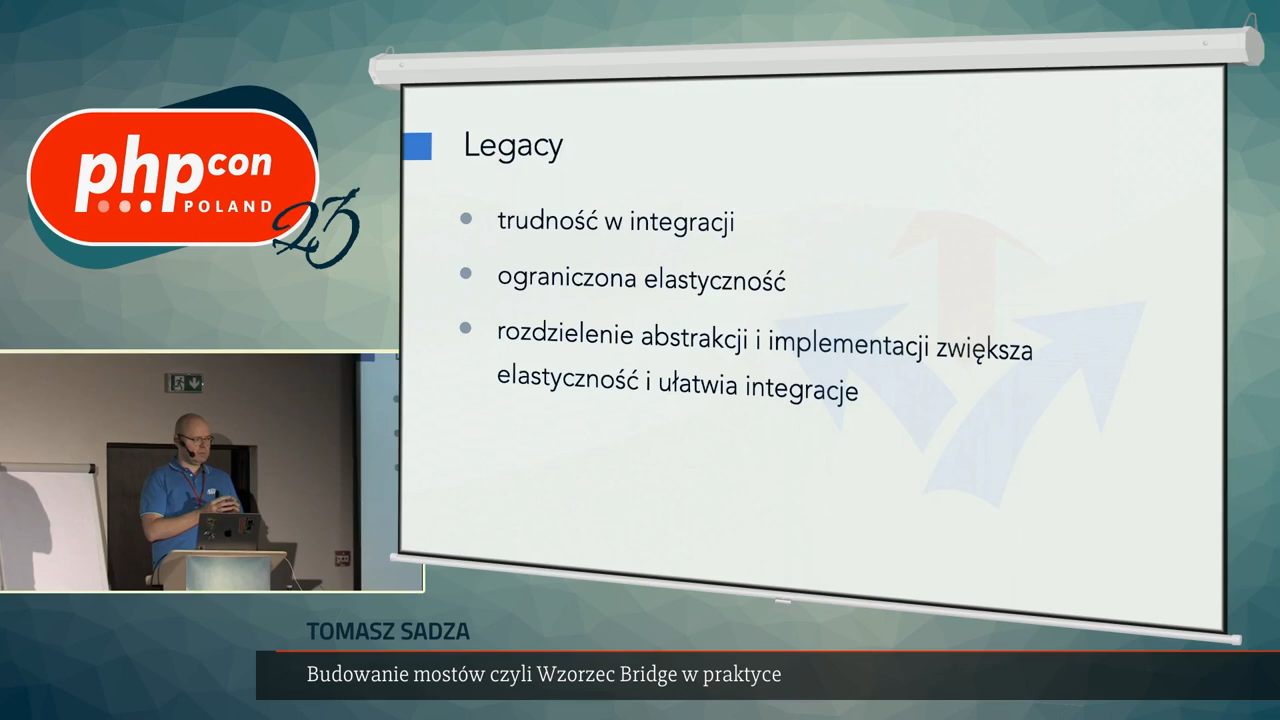 php con
POLAND
23
Legacy
trudność w integracji
ograniczona elastyczność
rozdzielenie abstrakcji i implementacji zwiększa
elastyczność i ułatwia integracje
TOMASZ SADZA
Budowanie mostów czyli Wzorzec Bridge w praktyce